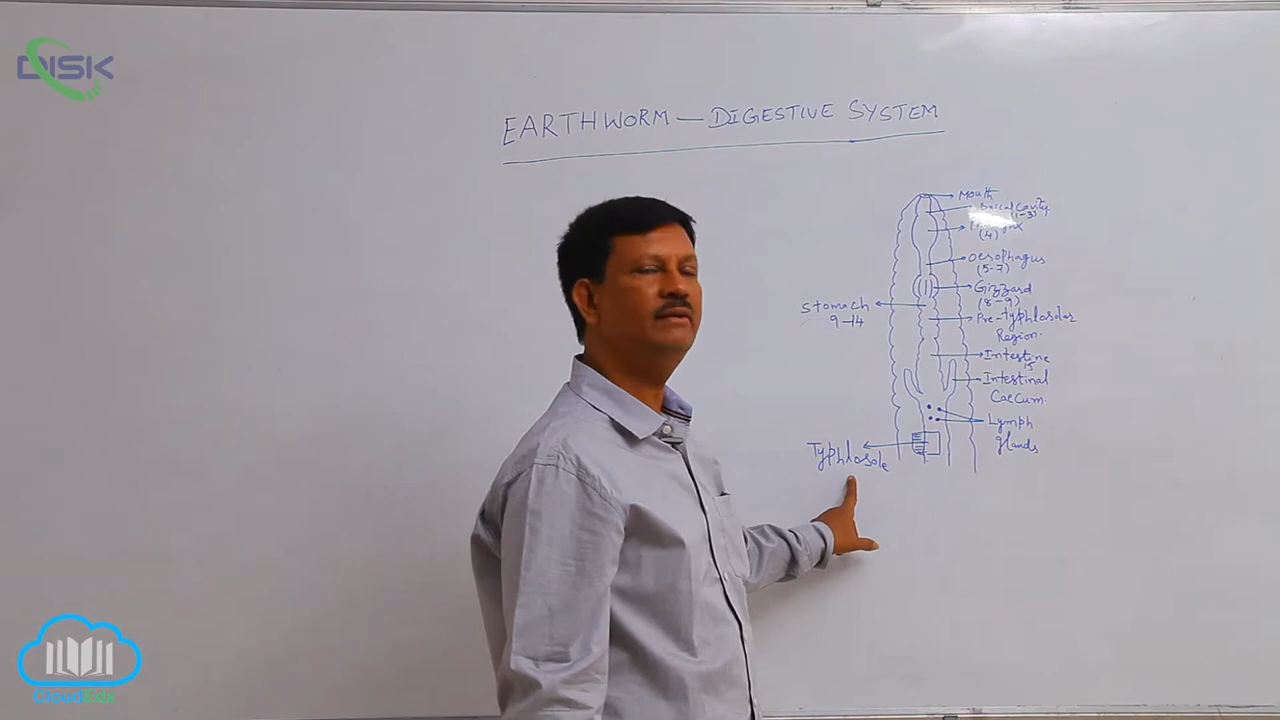 DISK
EARTHWORM — DIGESTIVE SYSTEM
Mouth
Buccal cavity
(1-3)
(4)
Oesophagus
(5-7)
Gizzard
(8-9)
Stomach
9-14
Pre-typhlosolar
Region.
Intestine
15
Intestinal
Caecum.
Lymph
glands
Typhlosole
CloudEdz